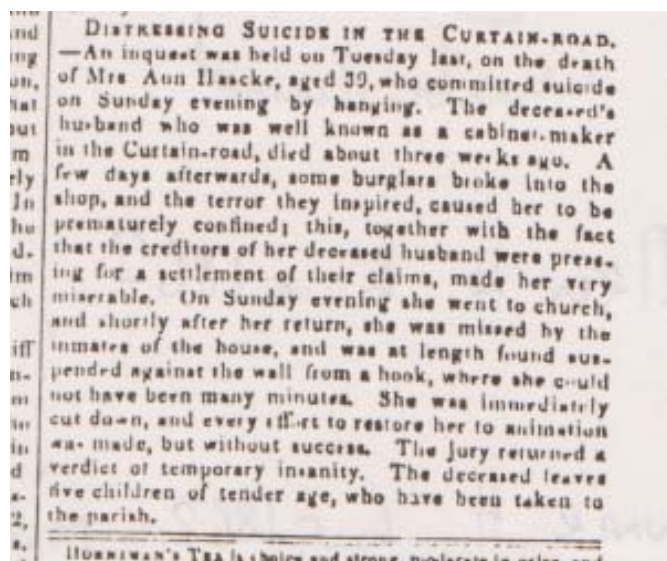 DISTRESSING SUICIDE IN THE CURTAIN-ROAD.
—An inquest was held on Tuesday last, on the death
of Mrs Ann Haacke, aged 39, who committed suicide
on Sunday evening by hanging. The deceased's
husband who was well known as a cabinet-maker
in the Curtain-road, died about three weeks ago. A
few days afterwards, some burglars broke into the
shop, and the terror they inspired, caused her to be
prematurely confined; this, together with the fact
that the creditors of her deceased husband were press-
ing for a settlement of their claims, made her very
miserable. On Sunday evening she went to church,
and shortly after her return, she was missed by the
inmates of the house, and was at length found sus-
pended against the wall from a hook, where she could
not have been many minutes. She was immediately
cut down, and every effort to restore her to animation
was made, but without success. The Jury returned a
verdict of temporary insanity. The deceased leaves
five children of tender age, who have been taken to
the parish.
HORNIMAN'S TEA is choice and strong, moderate in price, and